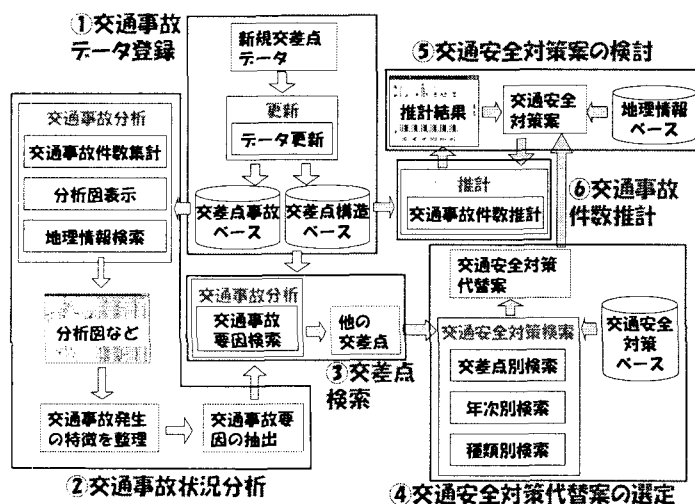 ①交通事故
データ登録
新規交差点
データ
更新
データ更新
交差点事故
ベース
交差点構造
ベース
交通事故分析
交通事故件数集計
分析図表示
地理情報検索
分析図など
交通事故発生
の特徴を整理
交通事故要
因の抽出
②交通事故状況分析
交通事故分析
交通事故
要因検索
他の
交差点
③交差点
検索
交通安全対策
代替案
交通安全対策検索
交差点別検索
年次別検索
種類別検索
交通安全
対策
ベース
④交通安全対策代替案の選定
⑤交通安全対策案の検討
推計結果
交通安全
対策案
地理情報
ベース
推計
交通事故件数推計
⑥交通事故
件数推計